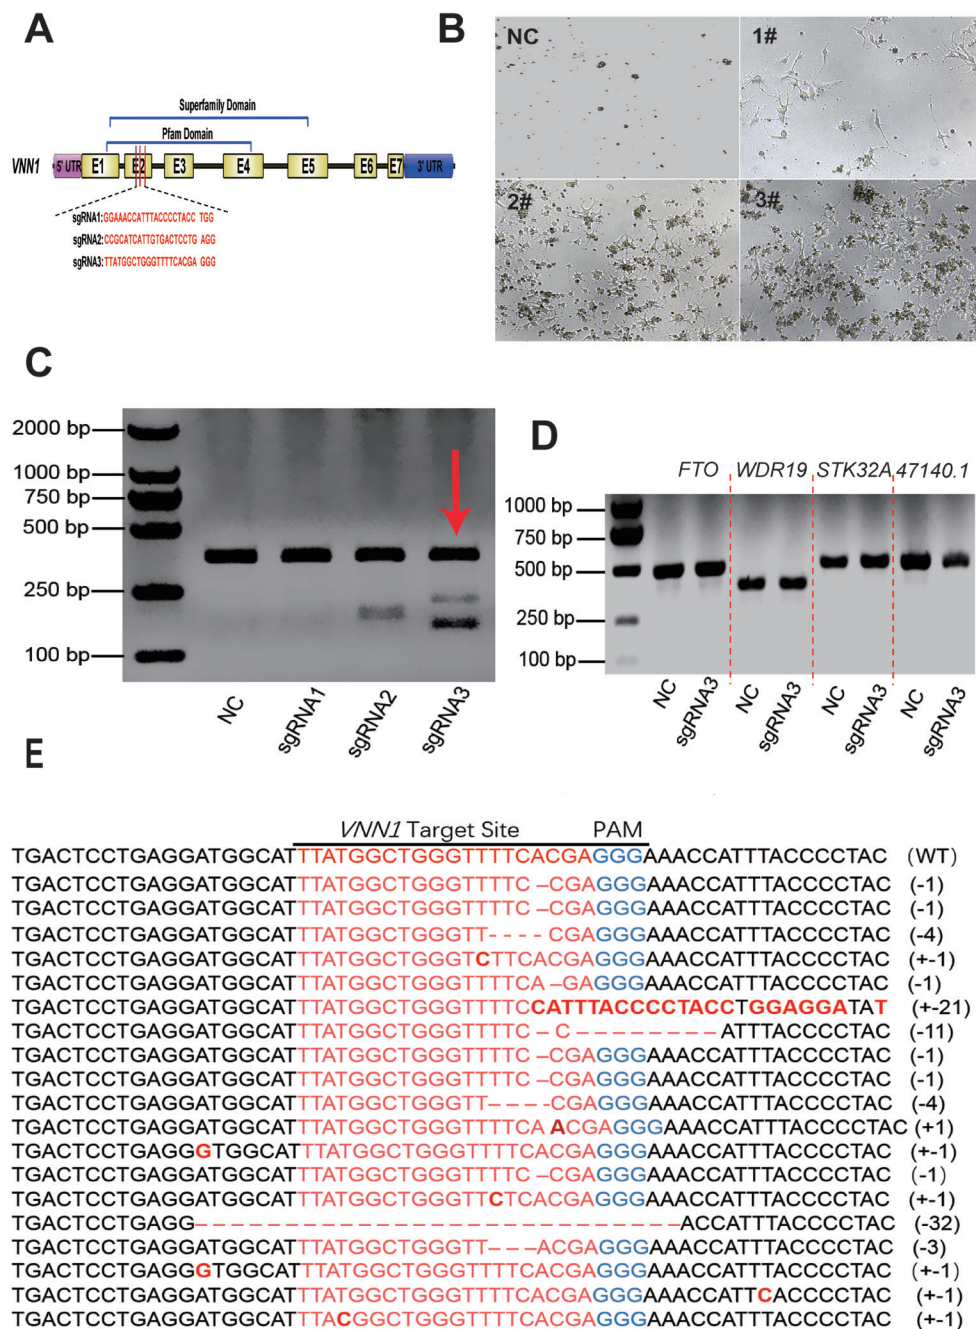 A
Superfamily Domain
Pfam Domain
VNN1 5' UTR E1 E2 E3 E4 E5 E6 E7 3' UTR
sgRNA1:GGAAACCATTTACCCCTACC TGG
sgRNA2:CCGCATCATTGTGACTCCTG AGG
sgRNA3:TTATGGCTGGGTTTTCACGA GGG
B
NC 1#
2# 3#
C
2000 bp
1000 bp
750 bp
500 bp
250 bp
100 bp
NC sgRNA1 sgRNA2 sgRNA3
D
FTO WDR19 STK32A 47140.1
1000 bp
750 bp
500 bp
250 bp
100 bp
NC sgRNA3 NC sgRNA3 NC sgRNA3 NC sgRNA3
E
VNN1 Target Site PAM
TGACTCCTGAGGATGGCATTTATGGCTGGGTTTTCACGAGGGAAACCATTTACCCCTAC (WT)
TGACTCCTGAGGATGGCATTTATGGCTGGGTTTTC-CGAGGGAAACCATTTACCCCTAC (-1)
TGACTCCTGAGGATGGCATTTATGGCTGGGTTTTC-CGAGGGAAACCATTTACCCCTAC (-1)
TGACTCCTGAGGATGGCATTTATGGCTGGGTT----CGAGGGAAACCATTTACCCCTAC (-4)
TGACTCCTGAGGATGGCATTTATGGCTGGGTCTTCACGAGGGAAACCATTTACCCCTAC (+-1)
TGACTCCTGAGGATGGCATTTATGGCTGGGTTTTCA-GAGGGAAACCATTTACCCCTAC (-1)
TGACTCCTGAGGATGGCATTTATGGCTGGGTTTTCCATTTACCCCTACCTGGAGGATAT (+-21)
TGACTCCTGAGGATGGCATTTATGGCTGGGTTTTC-C----------ATTTACCCCTAC (-11)
TGACTCCTGAGGATGGCATTTATGGCTGGGTTTTC-CGAGGGAAACCATTTACCCCTAC (-1)
TGACTCCTGAGGATGGCATTTATGGCTGGGTTTTC-CGAGGGAAACCATTTACCCCTAC (-1)
TGACTCCTGAGGATGGCATTTATGGCTGGGTT----CGAGGGAAACCATTTACCCCTAC (-4)
TGACTCCTGAGGATGGCATTTATGGCTGGGTTTTCAACGAGGGAAACCATTTACCCCTAC (+1)
TGACTCCTGAGGGTGGCATTTATGGCTGGGTTTTCACGAGGGAAACCATTTACCCCTAC (+-1)
TGACTCCTGAGGATGGCATTTATGGCTGGGTTTTC-CGAGGGAAACCATTTACCCCTAC (-1)
TGACTCCTGAGGATGGCATTTATGGCTGGGTTCTCACGAGGGAAACCATTTACCCCTAC (+-1)
TGACTCCTGAGG--------------------------------ACCATTTACCCCTAC (-32)
TGACTCCTGAGGATGGCATTTATGGCTGGGTT---ACGAGGGAAACCATTTACCCCTAC (-3)
TGACTCCTGAGGGTGGCATTTATGGCTGGGTTTTCACGAGGGAAACCATTTACCCCTAC (+-1)
TGACTCCTGAGGATGGCATTTATGGCTGGGTTTTCACGAGGGAAACCATTCACCCCTAC (+-1)
TGACTCCTGAGGATGGCATTTACGGCTGGGTTTTCACGAGGGAAACCATTTACCCCTAC (+-1)